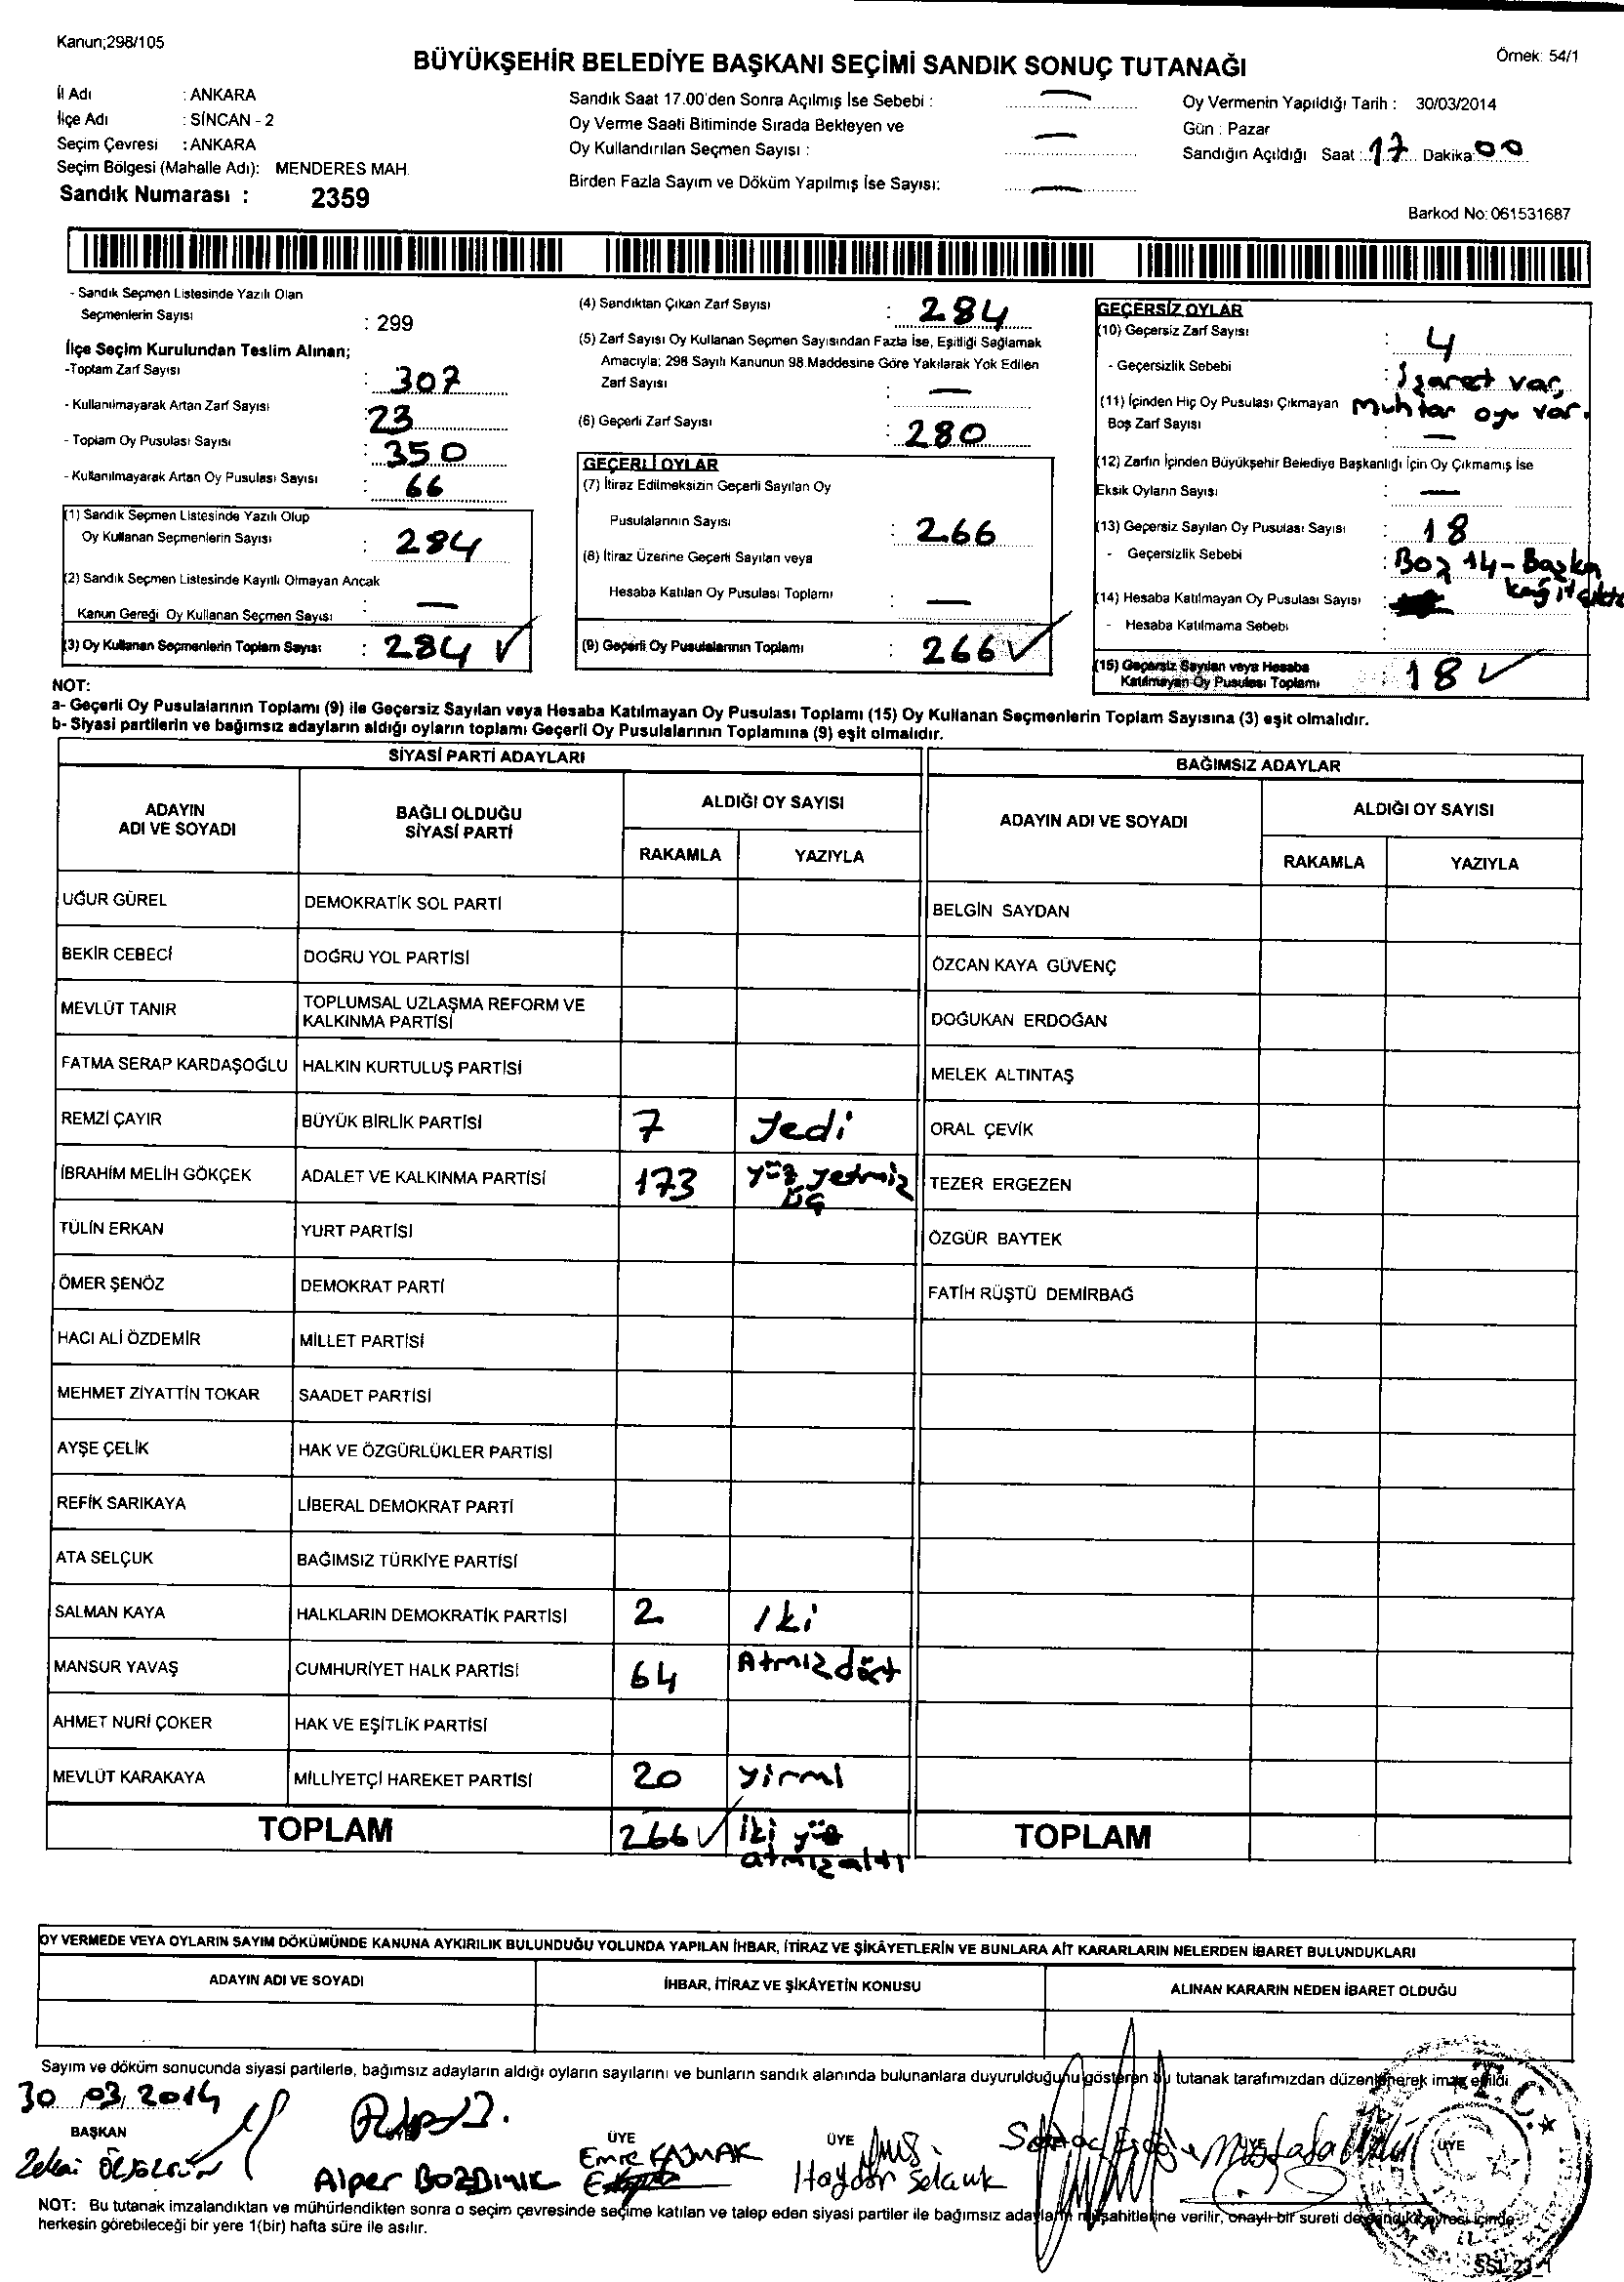 Kanun;298/105
Örnek: 54/1
BÜYÜKŞEHİR BELEDİYE BAŞKANI SEÇİMİ SANDIK SONUÇ TUTANAĞI
İl Adı : ANKARA
İlçe Adı : SİNCAN - 2
Seçim Çevresi : ANKARA
Seçim Bölgesi (Mahalle Adı): MENDERES MAH.
Sandık Numarası : 2359
Sandık Saat 17.00'den Sonra Açılmış İse Sebebi : —
Oy Verme Saati Bitiminde Sırada Bekleyen ve
Oy Kullandırılan Seçmen Sayısı : —
Birden Fazla Sayım ve Döküm Yapılmış İse Sayısı: —
Oy Vermenin Yapıldığı Tarih : 30/03/2014
Gün : Pazar
Sandığın Açıldığı Saat : 17 Dakika: 00
Barkod No: 061531687
- Sandık Seçmen Listesinde Yazılı Olan
Seçmenlerin Sayısı : 299
İlçe Seçim Kurulundan Teslim Alınan;
-Toplam Zarf Sayısı : 307
- Kullanılmayarak Artan Zarf Sayısı : 23
- Toplam Oy Pusulası Sayısı : 350
- Kullanılmayarak Artan Oy Pusulası Sayısı : 66
(1) Sandık Seçmen Listesinde Yazılı Olup
Oy Kullanan Seçmenlerin Sayısı : 284
(2) Sandık Seçmen Listesinde Kayıtlı Olmayan Ancak
Kanun Gereği Oy Kullanan Seçmen Sayısı : —
(3) Oy Kullanan Seçmenlerin Toplam Sayısı : 284 ✓
(4) Sandıktan Çıkan Zarf Sayısı : 284
(5) Zarf Sayısı Oy Kullanan Seçmen Sayısından Fazla İse, Eşitliği Sağlamak
Amacıyla; 298 Sayılı Kanunun 98.Maddesine Göre Yakılarak Yok Edilen
Zarf Sayısı : —
(6) Geçerli Zarf Sayısı : 280
GEÇERLİ OYLAR
(7) İtiraz Edilmeksizin Geçerli Sayılan Oy
Pusulalarının Sayısı : 266
(8) İtiraz Üzerine Geçerli Sayılan veya
Hesaba Katılan Oy Pusulası Toplamı : —
(9) Geçerli Oy Pusulalarının Toplamı : 266 ✓
GEÇERSİZ OYLAR
(10) Geçersiz Zarf Sayısı : 4
- Geçersizlik Sebebi : İşaret var,
muhtar oyu var.
(11) İçinden Hiç Oy Pusulası Çıkmayan
Boş Zarf Sayısı : —
(12) Zarfın İçinden Büyükşehir Belediye Başkanlığı İçin Oy Çıkmamış İse
Eksik Oyların Sayısı : —
(13) Geçersiz Sayılan Oy Pusulası Sayısı : 18
- Geçersizlik Sebebi : Boş 14 - Başka
kağıt çıktı
(14) Hesaba Katılmayan Oy Pusulası Sayısı :
- Hesaba Katılmama Sebebi :
(15) Geçersiz Sayılan veya Hesaba
Katılmayan Oy Pusulası Toplamı : 18 ✓
NOT:
a- Geçerli Oy Pusulalarının Toplamı (9) ile Geçersiz Sayılan veya Hesaba Katılmayan Oy Pusulası Toplamı (15) Oy Kullanan Seçmenlerin Toplam Sayısına (3) eşit olmalıdır.
b- Siyasi partilerin ve bağımsız adayların aldığı oyların toplamı Geçerli Oy Pusulalarının Toplamına (9) eşit olmalıdır.
SİYASİ PARTİ ADAYLARI
ADAYIN
ADI VE SOYADI
BAĞLI OLDUĞU
SİYASİ PARTİ
ALDIĞI OY SAYISI
RAKAMLA YAZIYLA
UĞUR GÜREL DEMOKRATİK SOL PARTİ
BEKİR CEBECİ DOĞRU YOL PARTİSİ
MEVLÜT TANIR TOPLUMSAL UZLAŞMA REFORM VE
KALKINMA PARTİSİ
FATMA SERAP KARDAŞOĞLU HALKIN KURTULUŞ PARTİSİ
REMZİ ÇAYIR BÜYÜK BİRLİK PARTİSİ 7 Yedi
İBRAHİM MELİH GÖKÇEK ADALET VE KALKINMA PARTİSİ 173 yüz yetmiş
üç
TÜLİN ERKAN YURT PARTİSİ
ÖMER ŞENÖZ DEMOKRAT PARTİ
HACI ALİ ÖZDEMİR MİLLET PARTİSİ
MEHMET ZİYATTİN TOKAR SAADET PARTİSİ
AYŞE ÇELİK HAK VE ÖZGÜRLÜKLER PARTİSİ
REFİK SARIKAYA LİBERAL DEMOKRAT PARTİ
ATA SELÇUK BAĞIMSIZ TÜRKİYE PARTİSİ
SALMAN KAYA HALKLARIN DEMOKRATİK PARTİSİ 2 İki
MANSUR YAVAŞ CUMHURİYET HALK PARTİSİ 64 Atmış dört
AHMET NURİ ÇOKER HAK VE EŞİTLİK PARTİSİ
MEVLÜT KARAKAYA MİLLİYETÇİ HAREKET PARTİSİ 20 yirmi
TOPLAM 266 ✓ İki yüz
atmış altı
BAĞIMSIZ ADAYLAR
ADAYIN ADI VE SOYADI
ALDIĞI OY SAYISI
RAKAMLA YAZIYLA
BELGİN SAYDAN
ÖZCAN KAYA GÜVENÇ
DOĞUKAN ERDOĞAN
MELEK ALTINTAŞ
ORAL ÇEVİK
TEZER ERGEZEN
ÖZGÜR BAYTEK
FATİH RÜŞTÜ DEMİRBAĞ
TOPLAM
OY VERMEDE VEYA OYLARIN SAYIM DÖKÜMÜNDE KANUNA AYKIRILIK BULUNDUĞU YOLUNDA YAPILAN İHBAR, İTİRAZ VE ŞİKÂYETLERİN VE BUNLARA AİT KARARLARIN NELERDEN İBARET BULUNDUKLARI
ADAYIN ADI VE SOYADI İHBAR, İTİRAZ VE ŞİKÂYETİN KONUSU ALINAN KARARIN NEDEN İBARET OLDUĞU
Sayım ve döküm sonucunda siyasi partilerle, bağımsız adayların aldığı oyların sayılarını ve bunların sandık alanında bulunanlara duyurulduğunu gösteren bu tutanak tarafımızdan düzenlenerek imza edildi.
30 / 03 / 2014
BAŞKAN ÜYE ÜYE ÜYE
Alper Emre KAYMAK Haydar Selçuk Mustafa
T.C.
NOT: Bu tutanak imzalandıktan ve mühürlendikten sonra o seçim çevresinde seçime katılan ve talep eden siyasi partiler ile bağımsız adayların müşahitlerine verilir, onaylı bir sureti de sandık çevresi içinde
herkesin görebileceği bir yere 1(bir) hafta süre ile asılır.